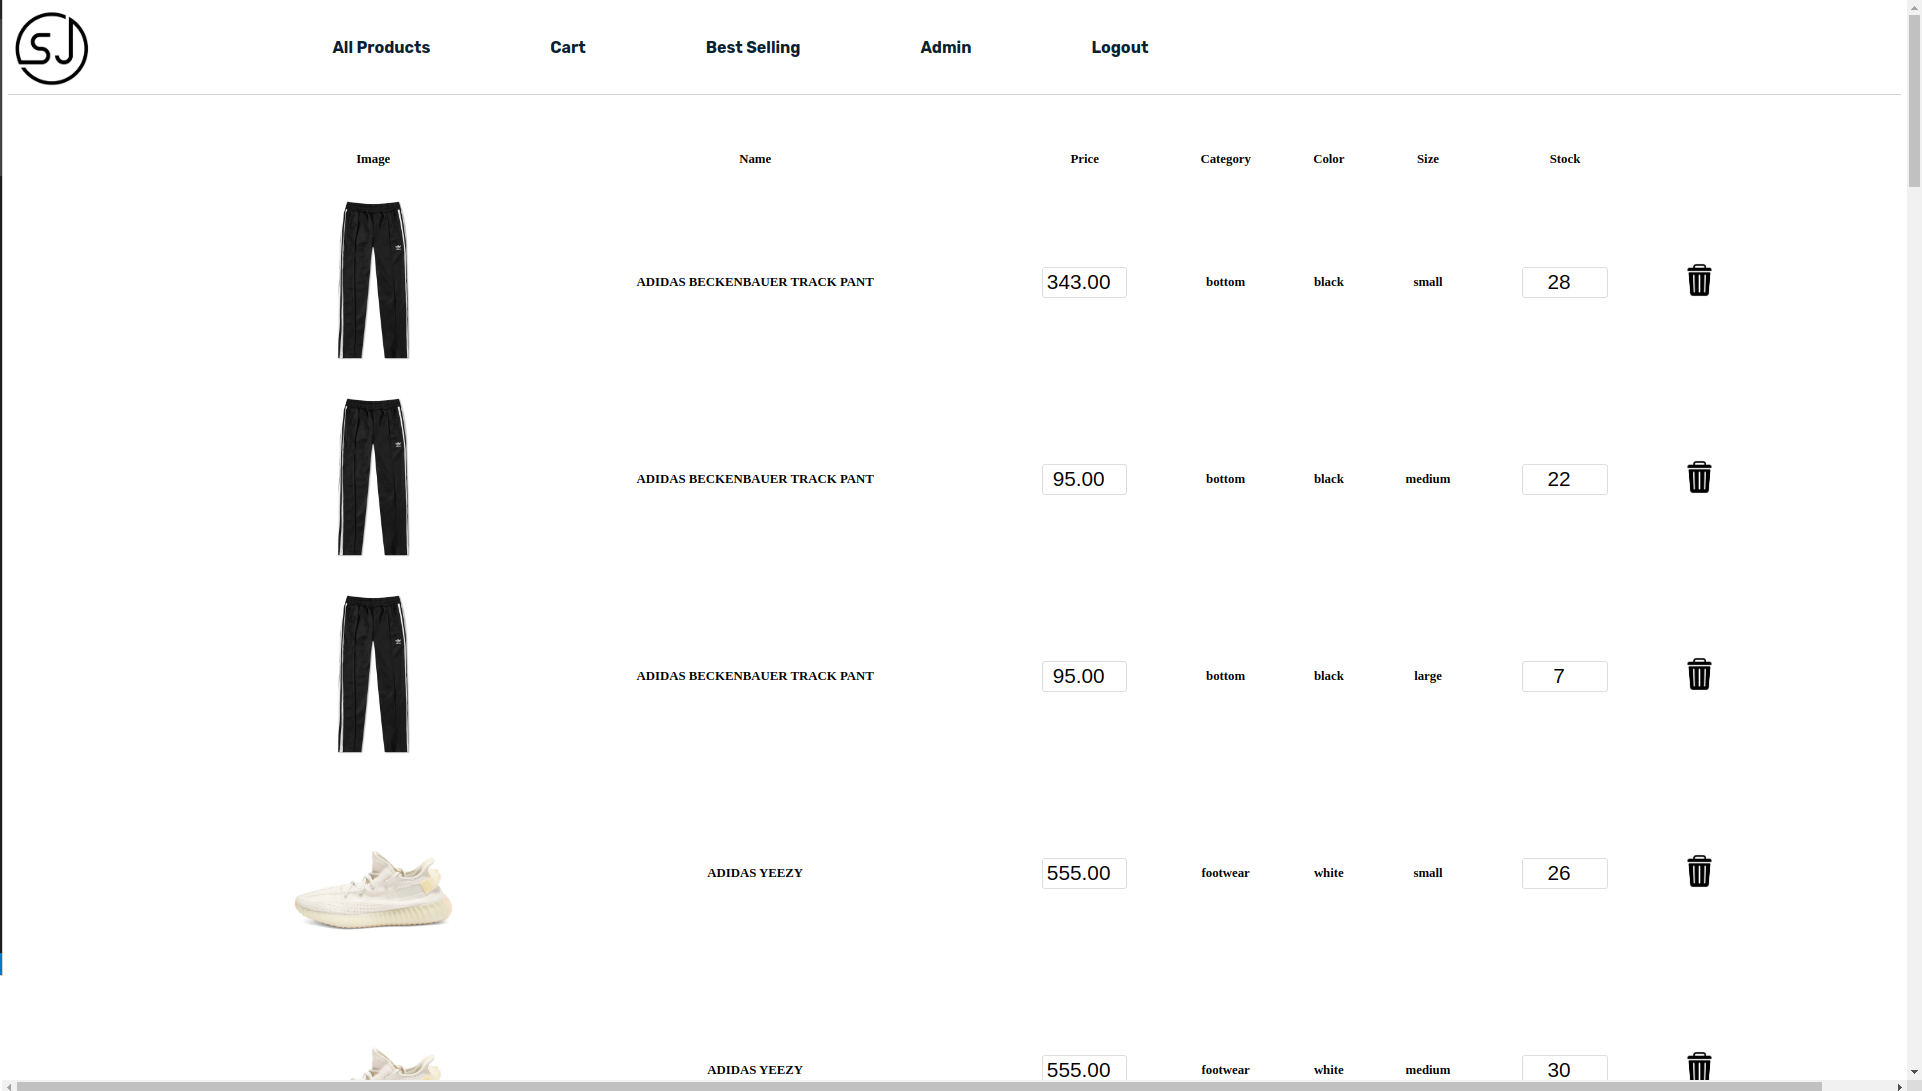 SJ
All Products Cart Best Selling Admin Logout
Image Name Price Category Color Size Stock
ADIDAS BECKENBAUER TRACK PANT 343.00 bottom black small 28
ADIDAS BECKENBAUER TRACK PANT 95.00 bottom black medium 22
ADIDAS BECKENBAUER TRACK PANT 95.00 bottom black large 7
ADIDAS YEEZY 555.00 footwear white small 26
ADIDAS YEEZY 555.00 footwear white medium 30